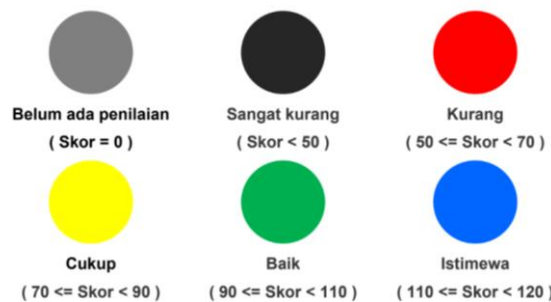 Belum ada penilaian
( Skor = 0 )
Sangat kurang
( Skor < 50 )
Kurang
( 50 <= Skor < 70 )
Cukup
( 70 <= Skor < 90 )
Baik
( 90 <= Skor < 110 )
Istimewa
( 110 <= Skor < 120 )